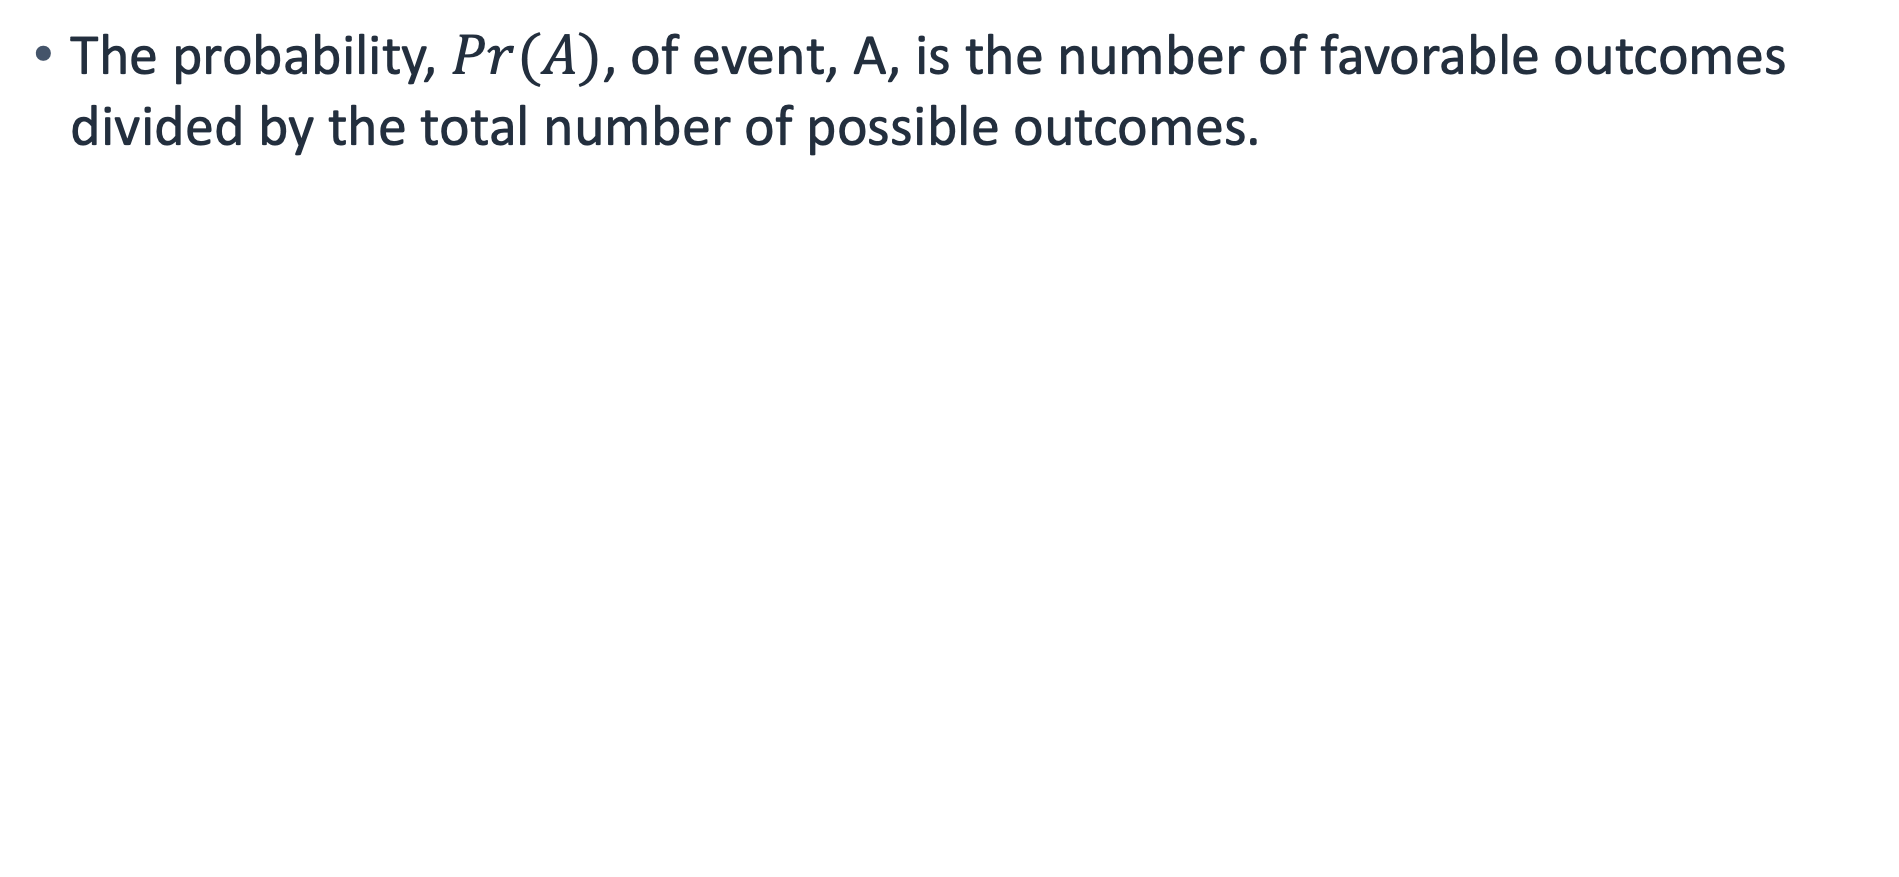 • The probability, Pr(A), of event, A, is the number of favorable outcomes
divided by the total number of possible outcomes.